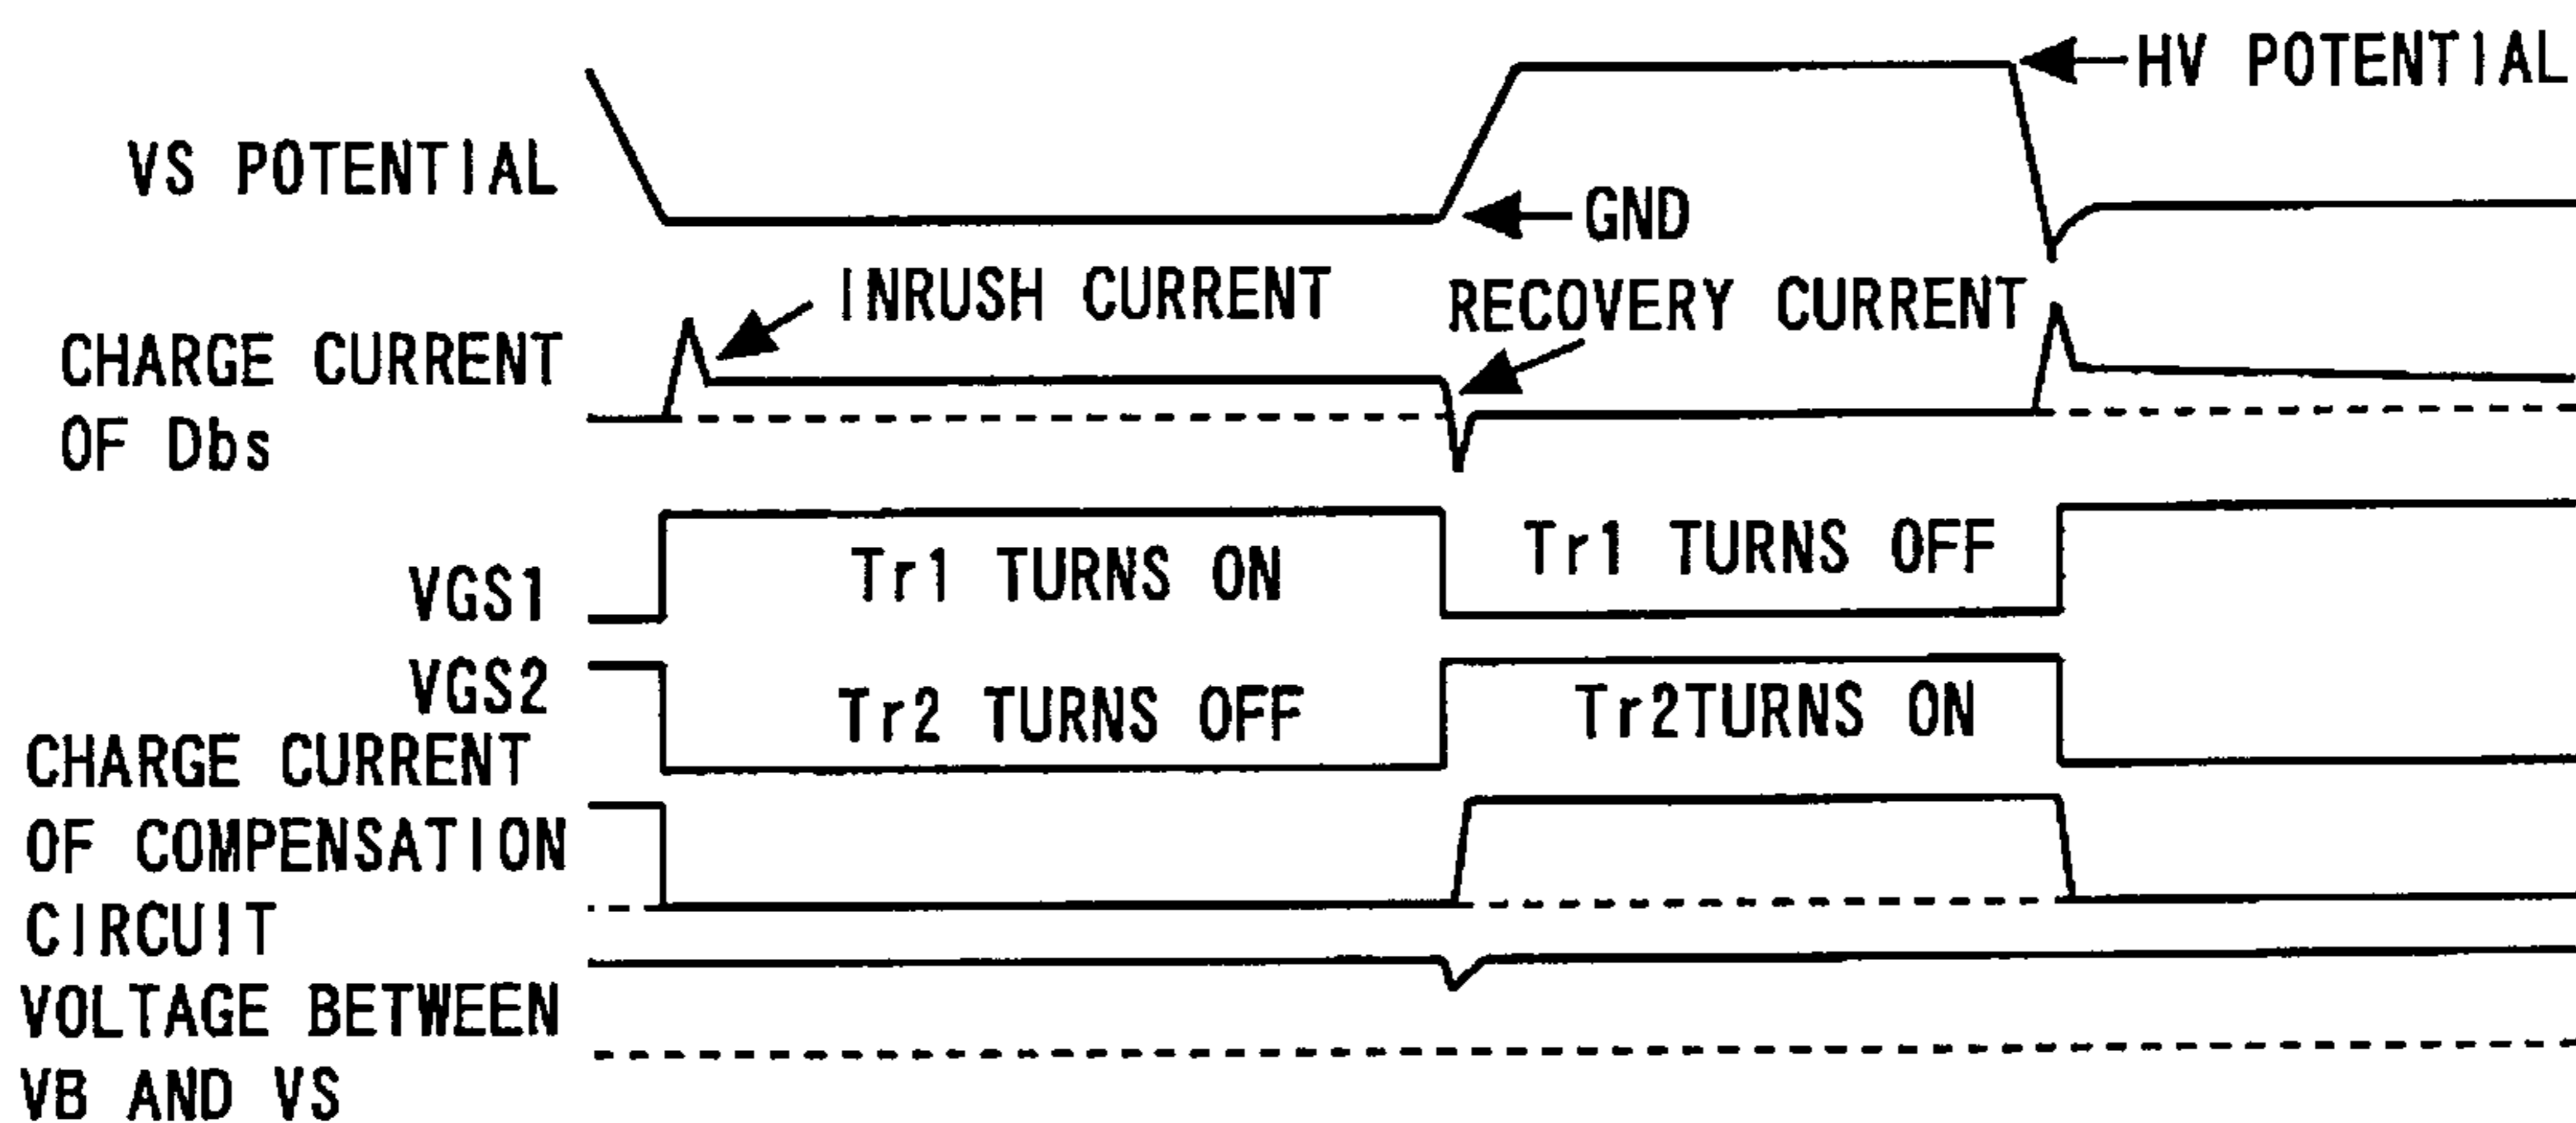 HV POTENTIAL
VS POTENTIAL
GND
INRUSH CURRENT
RECOVERY CURRENT
CHARGE CURRENT
OF Dbs
Tr1 TURNS ON
Tr1 TURNS OFF
VGS1
VGS2
Tr2 TURNS OFF
Tr2TURNS ON
CHARGE CURRENT
OF COMPENSATION
CIRCUIT
VOLTAGE BETWEEN
VB AND VS